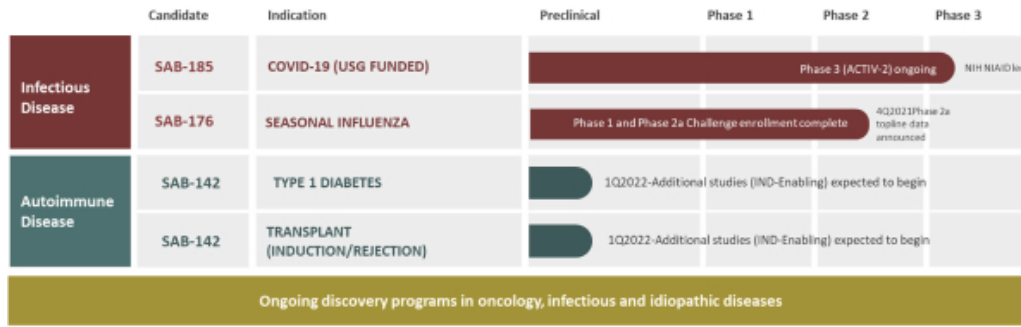 Candidate Indication Preclinical Phase 1 Phase 2 Phase 3
Infectious
Disease
SAB-185 COVID-19 (USG FUNDED) Phase 3 (ACTIV-2) ongoing NIH NIAID
SAB-176 SEASONAL INFLUENZA Phase 1 and Phase 2a Challenge enrollment complete 4Q2021Phase 2a
topline data
announced
Autoimmune
Disease
SAB-142 TYPE 1 DIABETES 1Q2022-Additional studies (IND-Enabling) expected to begin
SAB-142 TRANSPLANT
(INDUCTION/REJECTION) 1Q2022-Additional studies (IND-Enabling) expected to begin
Ongoing discovery programs in oncology, infectious and idiopathic diseases